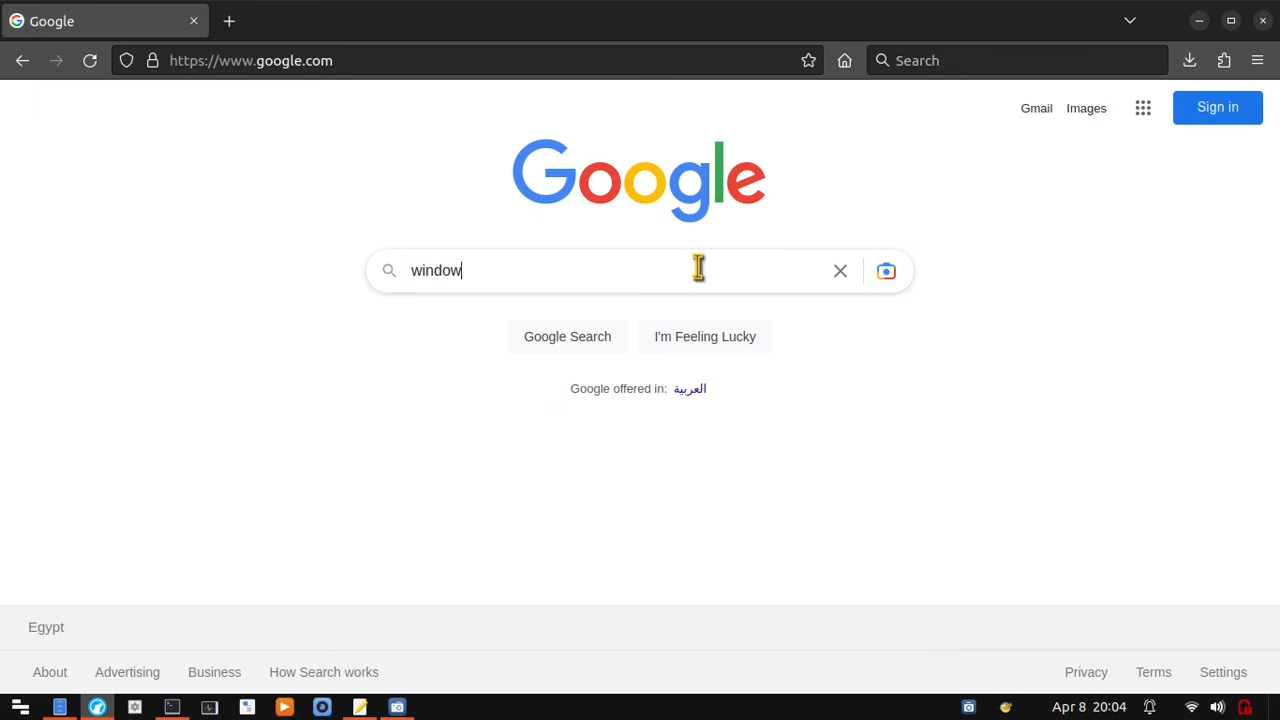 Google
https://www.google.com
Search
Gmail Images Sign in
Google
window
Google Search I'm Feeling Lucky
Google offered in: العربية
Egypt
About Advertising Business How Search works Privacy Terms Settings
Apr 8 20:04